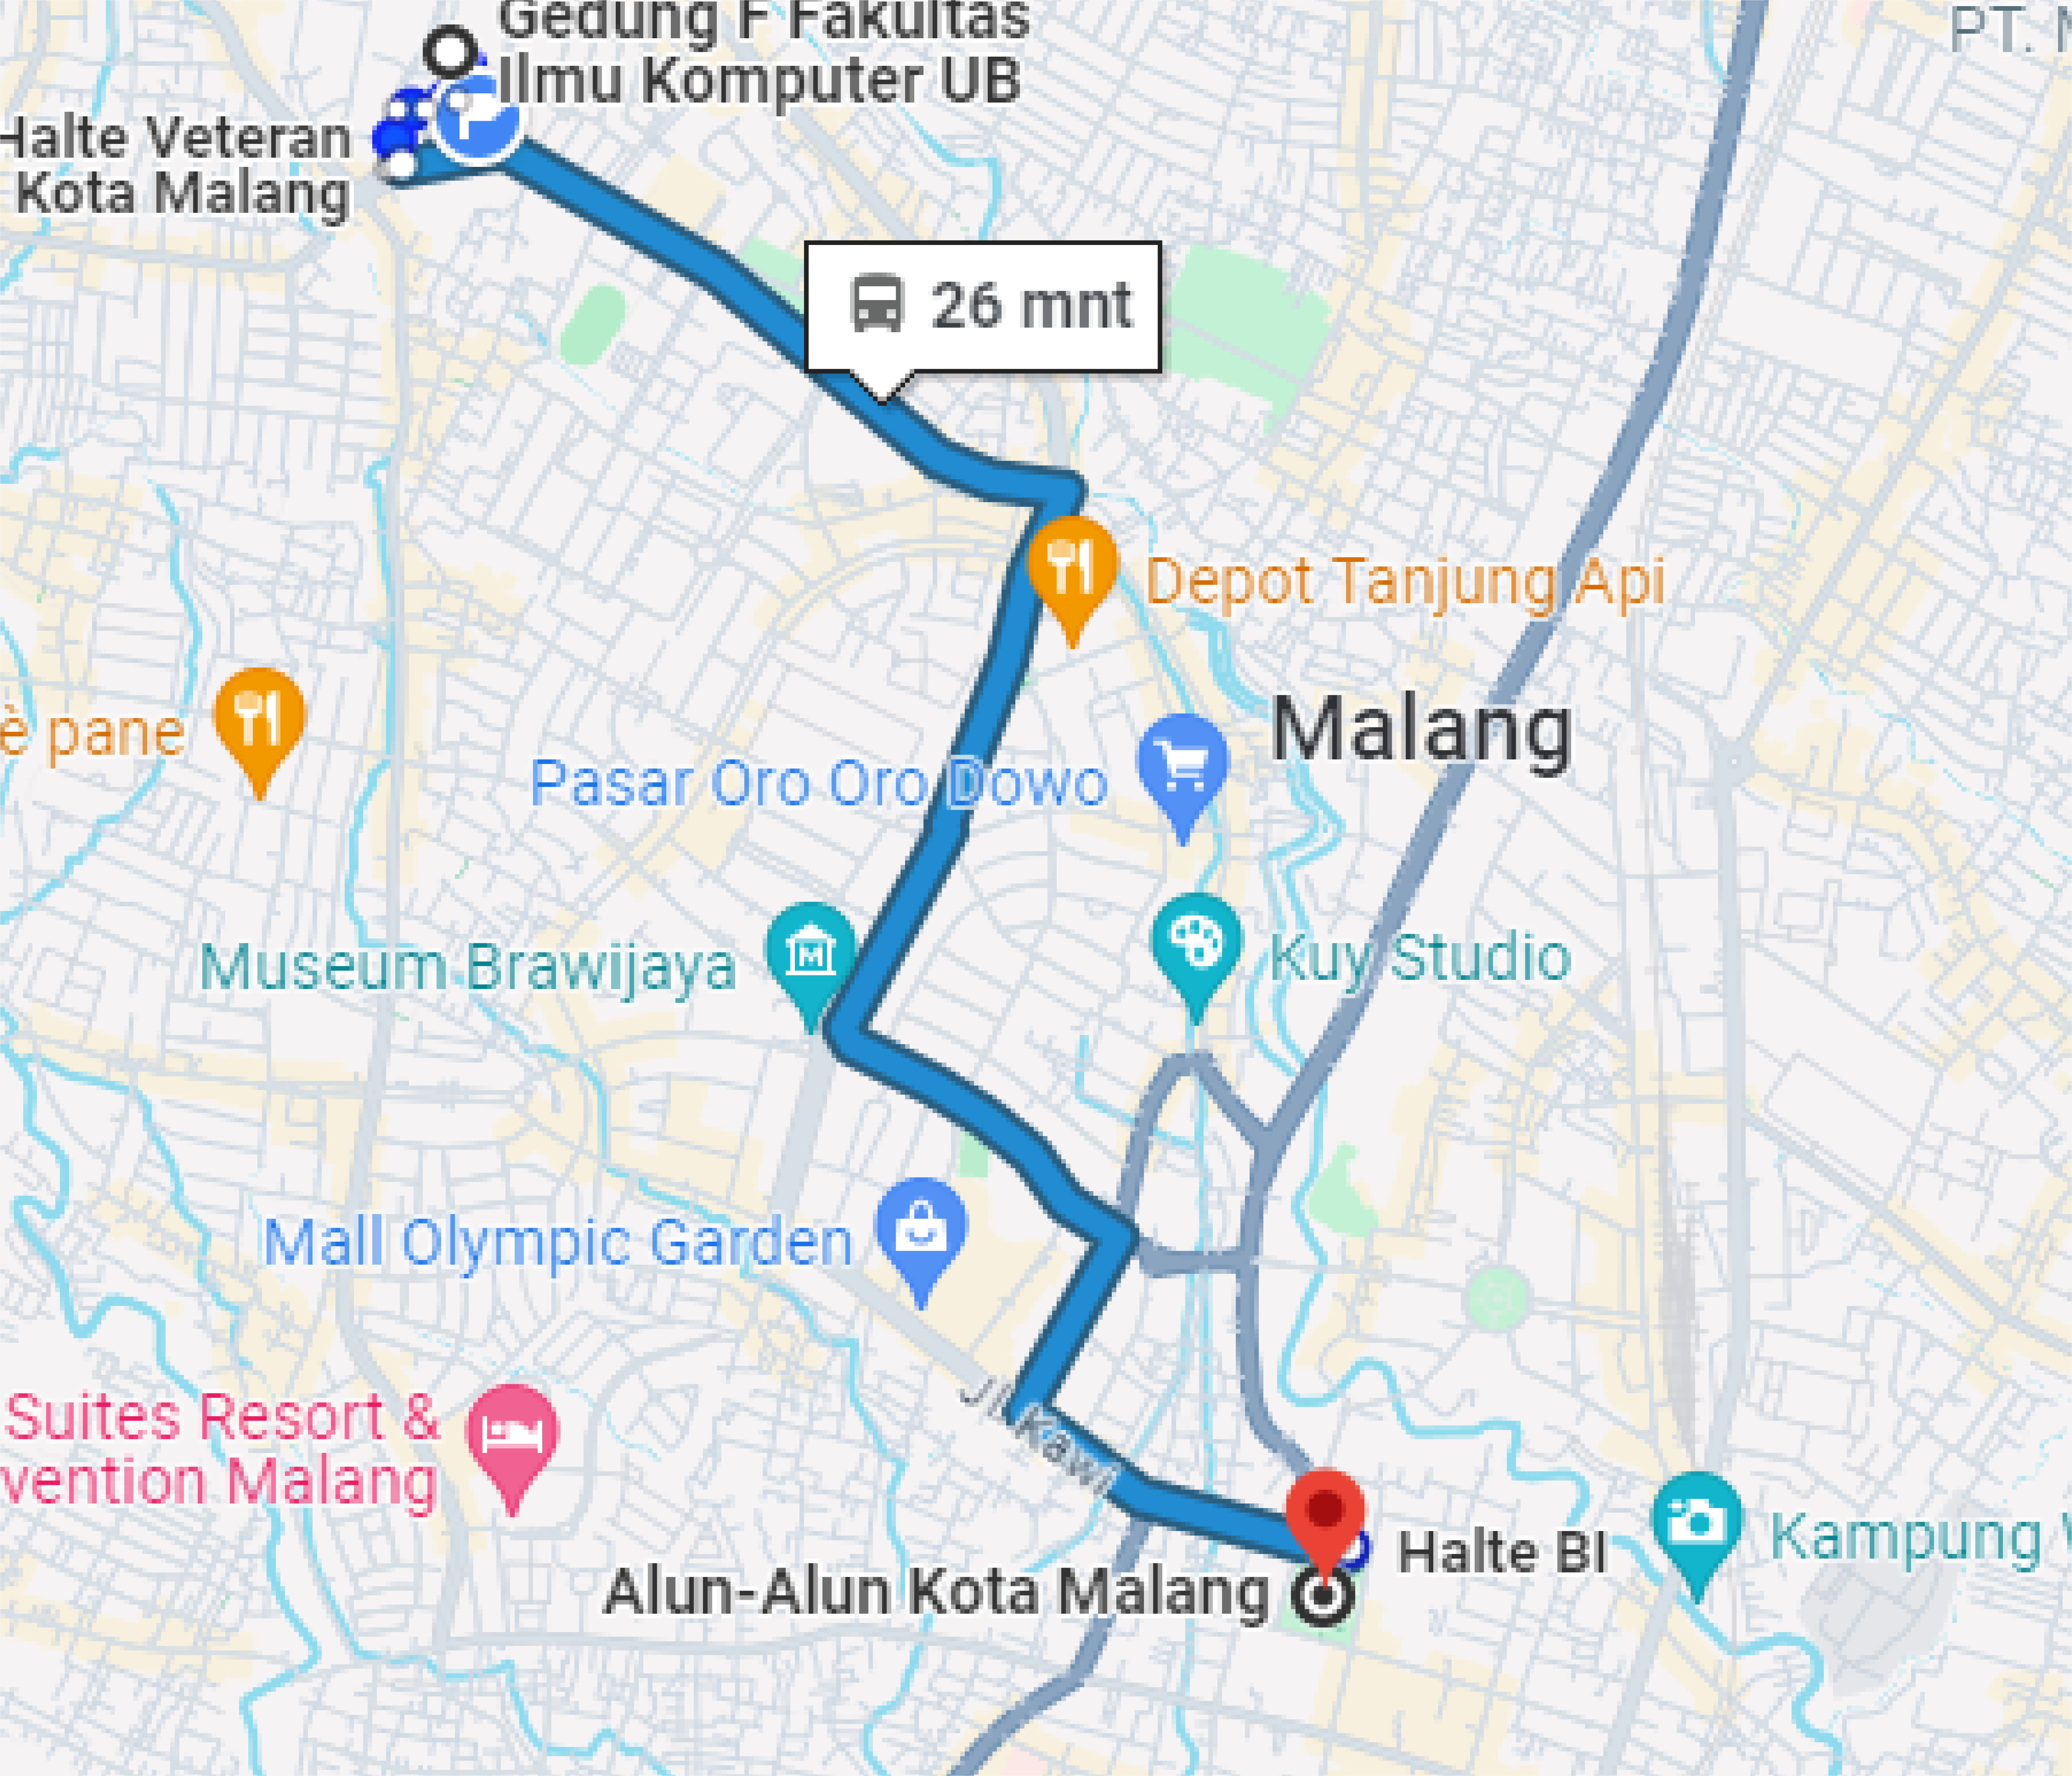 Gedung F Fakultas
Ilmu Komputer UB
PT.
Halte Veteran
Kota Malang
26 mnt
Depot Tanjung Api
Malang
è pane
Pasar Oro Oro Dowo
Museum Brawijaya
Kuy Studio
Mall Olympic Garden
Suites Resort &
vention Malang
Jl. Kawi
Halte BI
Kampung
Alun-Alun Kota Malang